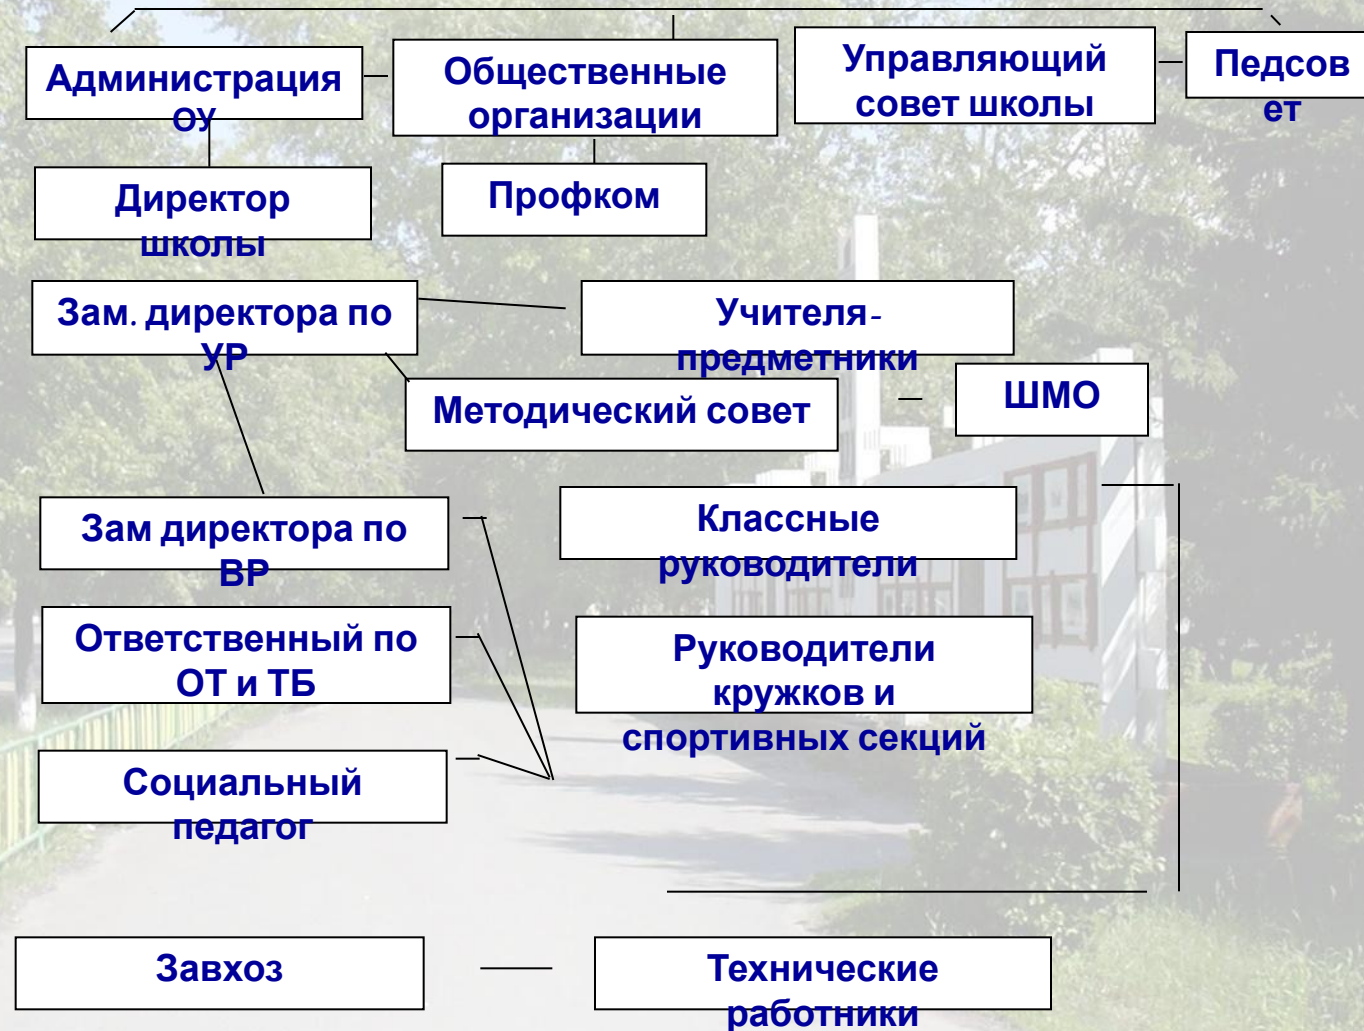 Администрация
ОУ
Общественные
организации
Управляющий
совет школы
Педсов
ет
Директор
школы
Профком
Зам. директора по
УР
Учителя-
предметники
Методический совет
ШМО
Зам директора по
ВР
Классные
руководители
Ответственный по
ОТ и ТБ
Руководители
кружков и
спортивных секций
Социальный
педагог
Завхоз
Технические
работники